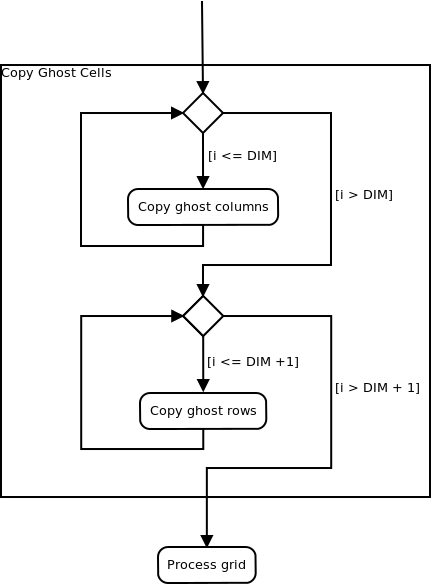 Copy Ghost Cells
[i <= DIM]
[i > DIM]
Copy ghost columns
[i <= DIM +1]
[i > DIM + 1]
Copy ghost rows
Process grid